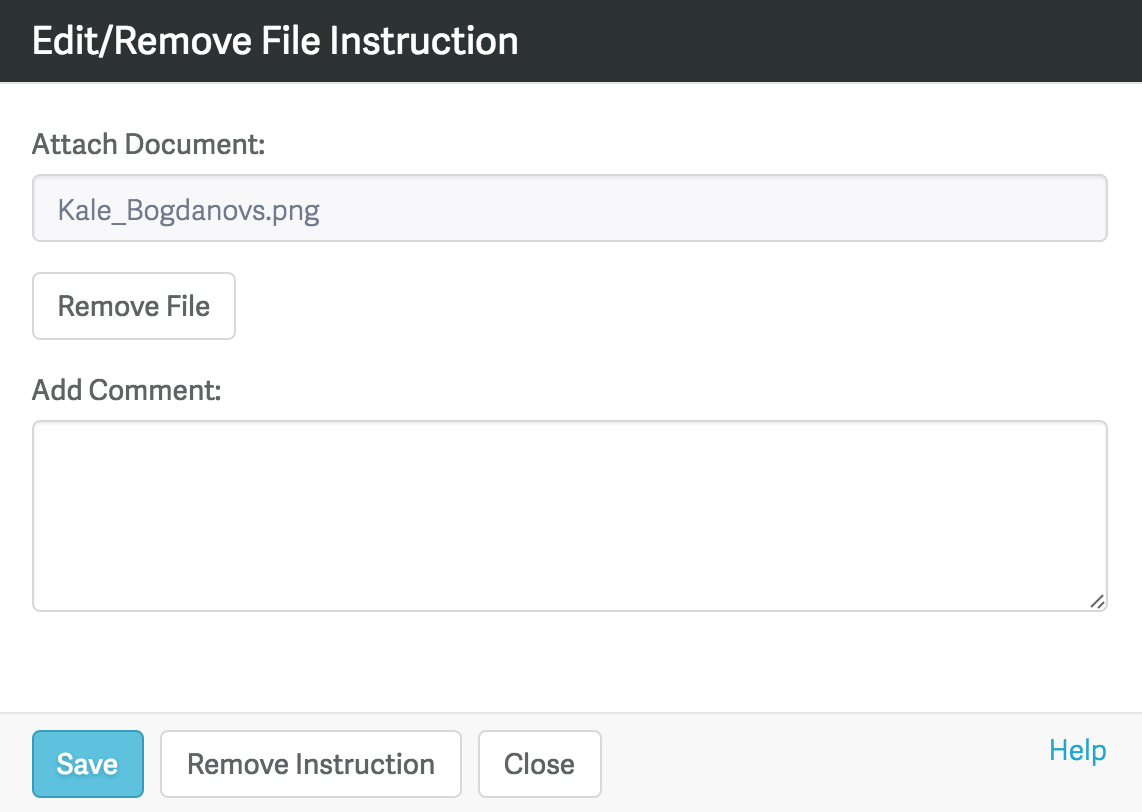 Edit/Remove File Instruction
Attach Document:
Kale_Bogdanovs.png
Remove File
Add Comment:
Save Remove Instruction Close Help